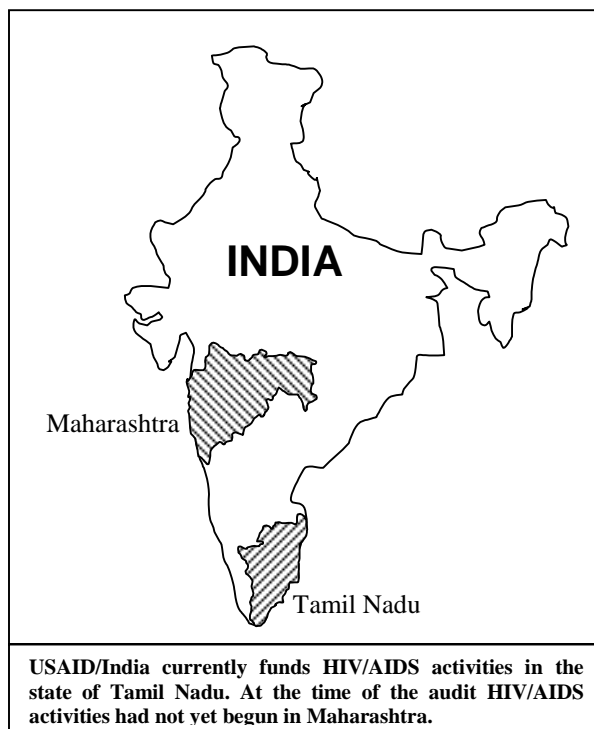 INDIA
Maharashtra
Tamil Nadu
USAID/India currently funds HIV/AIDS activities in the
state of Tamil Nadu. At the time of the audit HIV/AIDS
activities had not yet begun in Maharashtra.